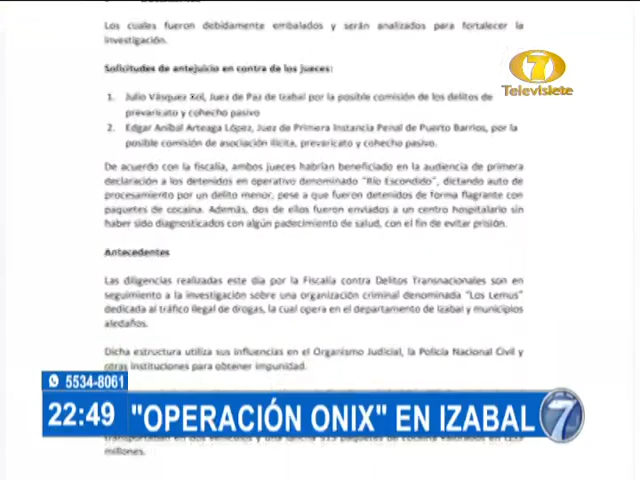 Los cuales fueron debidamente embalados y serán analizados para fortalecer la
investigación.
Solicitudes de antejuicio en contra de los jueces:
7
Televisiete
1. Julio Vásquez Xol, Juez de Paz de Izabal por la posible comisión de los delitos de
prevaricato y cohecho pasivo
2. Edgar Aníbal Arteaga López, Juez de Primera Instancia Penal de Puerto Barrios, por la
posible comisión de asociación ilícita, prevaricato y cohecho pasivo.
De acuerdo con la fiscalía, ambos jueces habrían beneficiado en la audiencia de primera
declaración a los detenidos en operativo denominado "Río Escondido", dictando auto de
procesamiento por un delito menor, pese a que fueron detenidos de forma flagrante con
paquetes de cocaína. Además, dos de ellos fueron enviados a un centro hospitalario sin
haber sido diagnosticados con algún padecimiento de salud, con el fin de evitar prisión.
Antecedentes
Las diligencias realizadas este día por la Fiscalía contra Delitos Transnacionales son en
seguimiento a la investigación sobre una organización criminal denominada "Los Lemus"
dedicada al tráfico ilegal de drogas, la cual opera en el departamento de Izabal y municipios
aledaños.
Dicha estructura utiliza sus influencias en el Organismo Judicial, la Policía Nacional Civil y
otras instituciones para obtener impunidad.
5534-8061
22:49 "OPERACIÓN ONIX" EN IZABAL 7
millones.